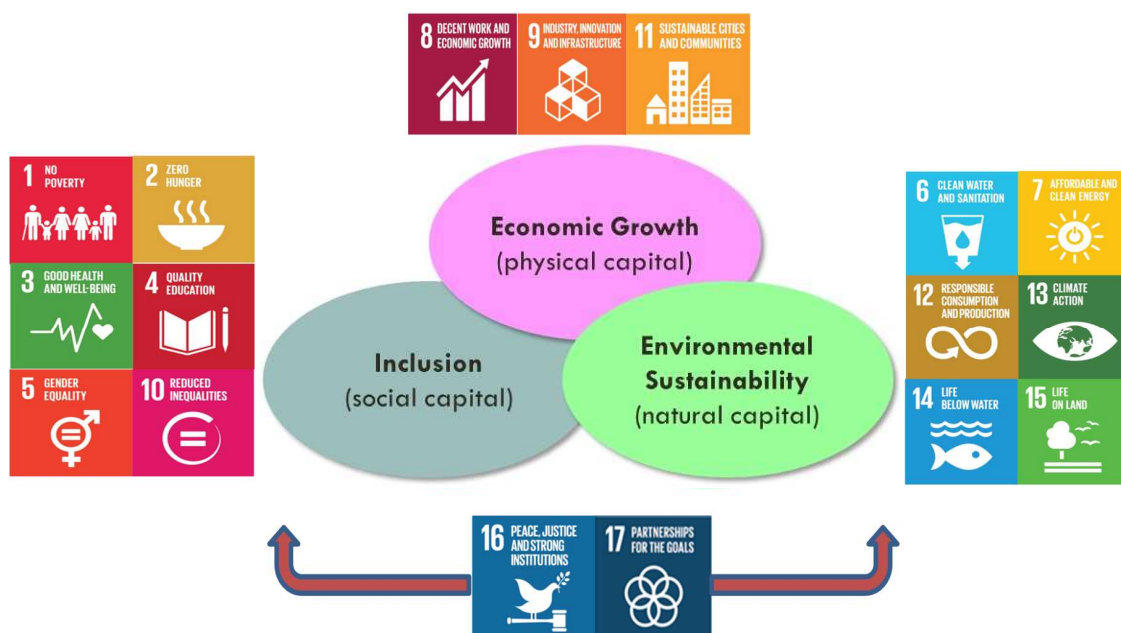 8 DECENT WORK AND
ECONOMIC GROWTH
9 INDUSTRY, INNOVATION
AND INFRASTRUCTURE
11 SUSTAINABLE CITIES
AND COMMUNITIES
1 NO
POVERTY
2 ZERO
HUNGER
3 GOOD HEALTH
AND WELL-BEING
4 QUALITY
EDUCATION
5 GENDER
EQUALITY
10 REDUCED
INEQUALITIES
Economic Growth
(physical capital)
Inclusion
(social capital)
Environmental
Sustainability
(natural capital)
6 CLEAN WATER
AND SANITATION
7 AFFORDABLE AND
CLEAN ENERGY
12 RESPONSIBLE
CONSUMPTION
AND PRODUCTION
13 CLIMATE
ACTION
14 LIFE
BELOW WATER
15 LIFE
ON LAND
16 PEACE, JUSTICE
AND STRONG
INSTITUTIONS
17 PARTNERSHIPS
FOR THE GOALS